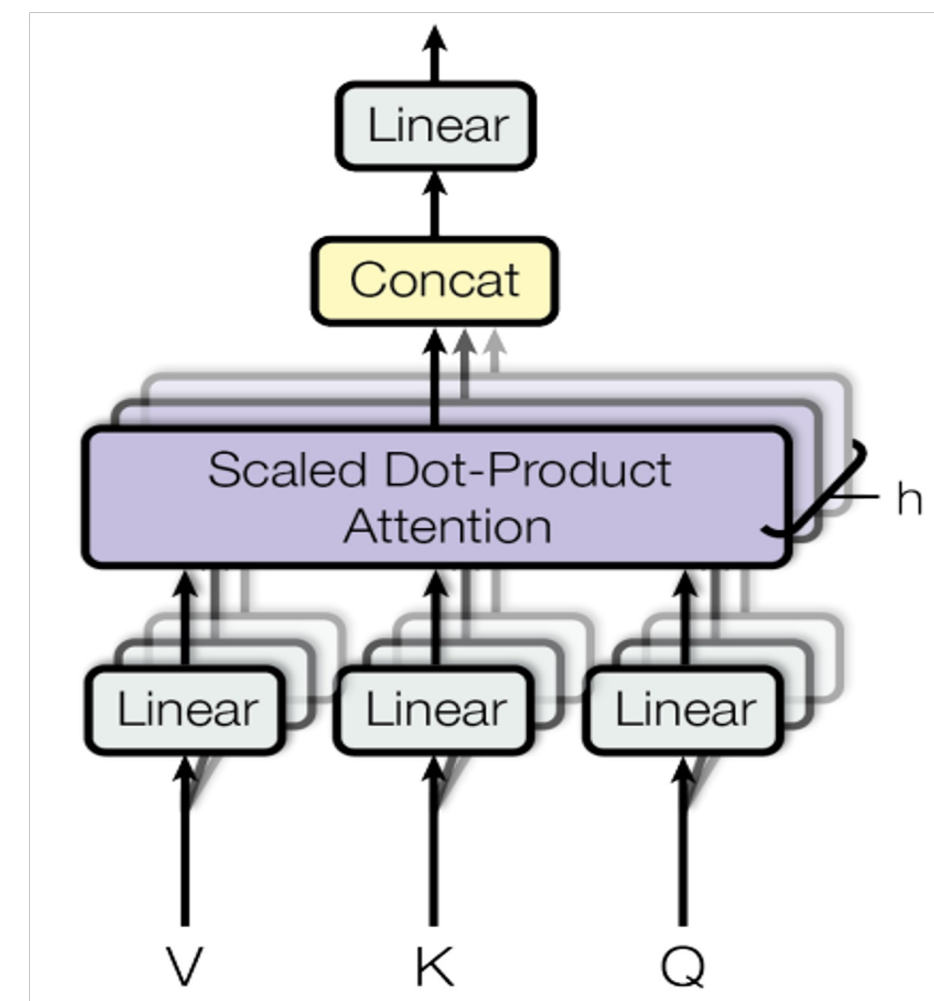 Linear
Concat
Scaled Dot-Product
Attention
h
Linear Linear Linear
V K Q